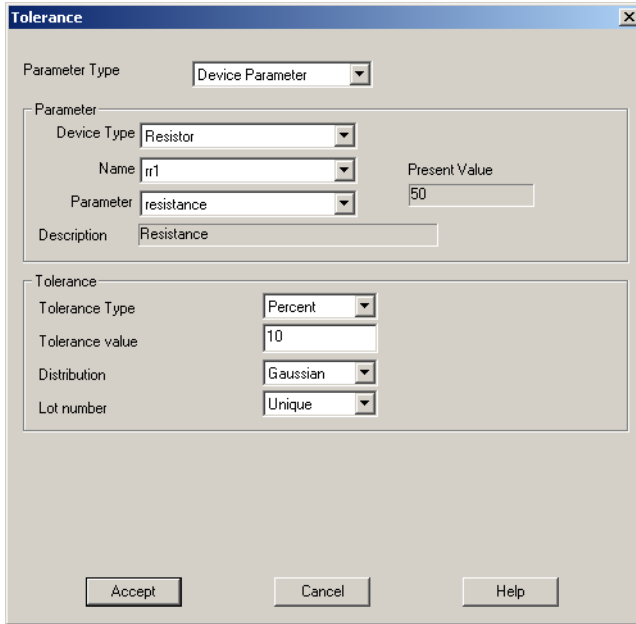 Tolerance
Parameter Type Device Parameter
Parameter
Device Type Resistor
Name rr1 Present Value
Parameter resistance 50
Description Resistance
Tolerance
Tolerance Type Percent
Tolerance value 10
Distribution Gaussian
Lot number Unique
Accept Cancel Help